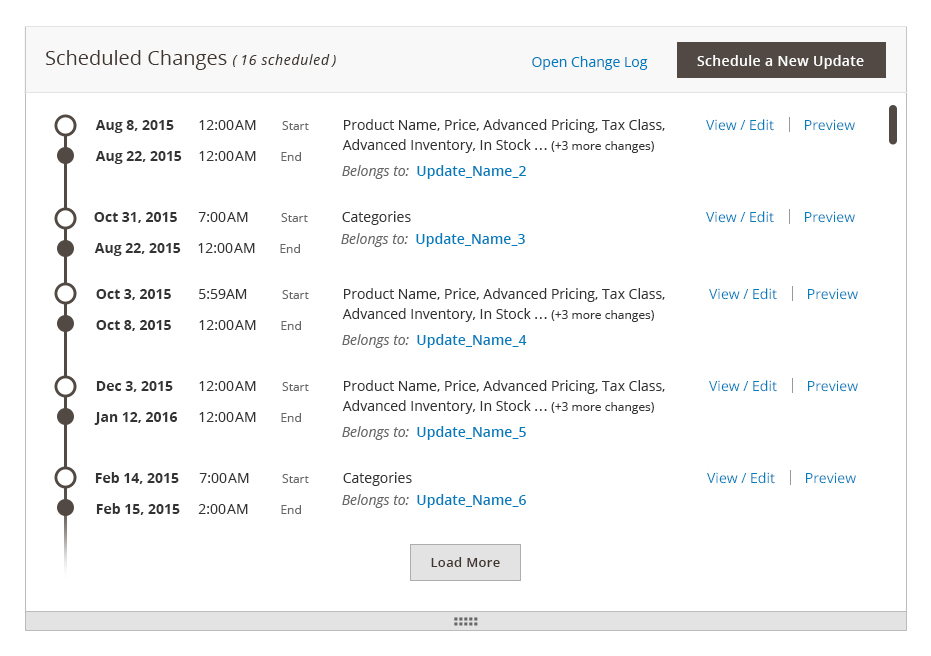 Scheduled Changes ( 16 scheduled )
Open Change Log
Schedule a New Update
Aug 8, 2015 12:00AM Start Product Name, Price, Advanced Pricing, Tax Class, View / Edit | Preview
Advanced Inventory, In Stock ... (+3 more changes)
Aug 22, 2015 12:00AM End
Belongs to: Update_Name_2
Oct 31, 2015 7:00AM Start Categories View / Edit | Preview
Belongs to: Update_Name_3
Aug 22, 2015 12:00AM End
Oct 3, 2015 5:59AM Start Product Name, Price, Advanced Pricing, Tax Class, View / Edit | Preview
Advanced Inventory, In Stock ... (+3 more changes)
Oct 8, 2015 12:00AM End
Belongs to: Update_Name_4
Dec 3, 2015 12:00AM Start Product Name, Price, Advanced Pricing, Tax Class, View / Edit | Preview
Advanced Inventory, In Stock ... (+3 more changes)
Jan 12, 2016 12:00AM End
Belongs to: Update_Name_5
Feb 14, 2015 7:00AM Start Categories View / Edit | Preview
Belongs to: Update_Name_6
Feb 15, 2015 2:00AM End
Load More